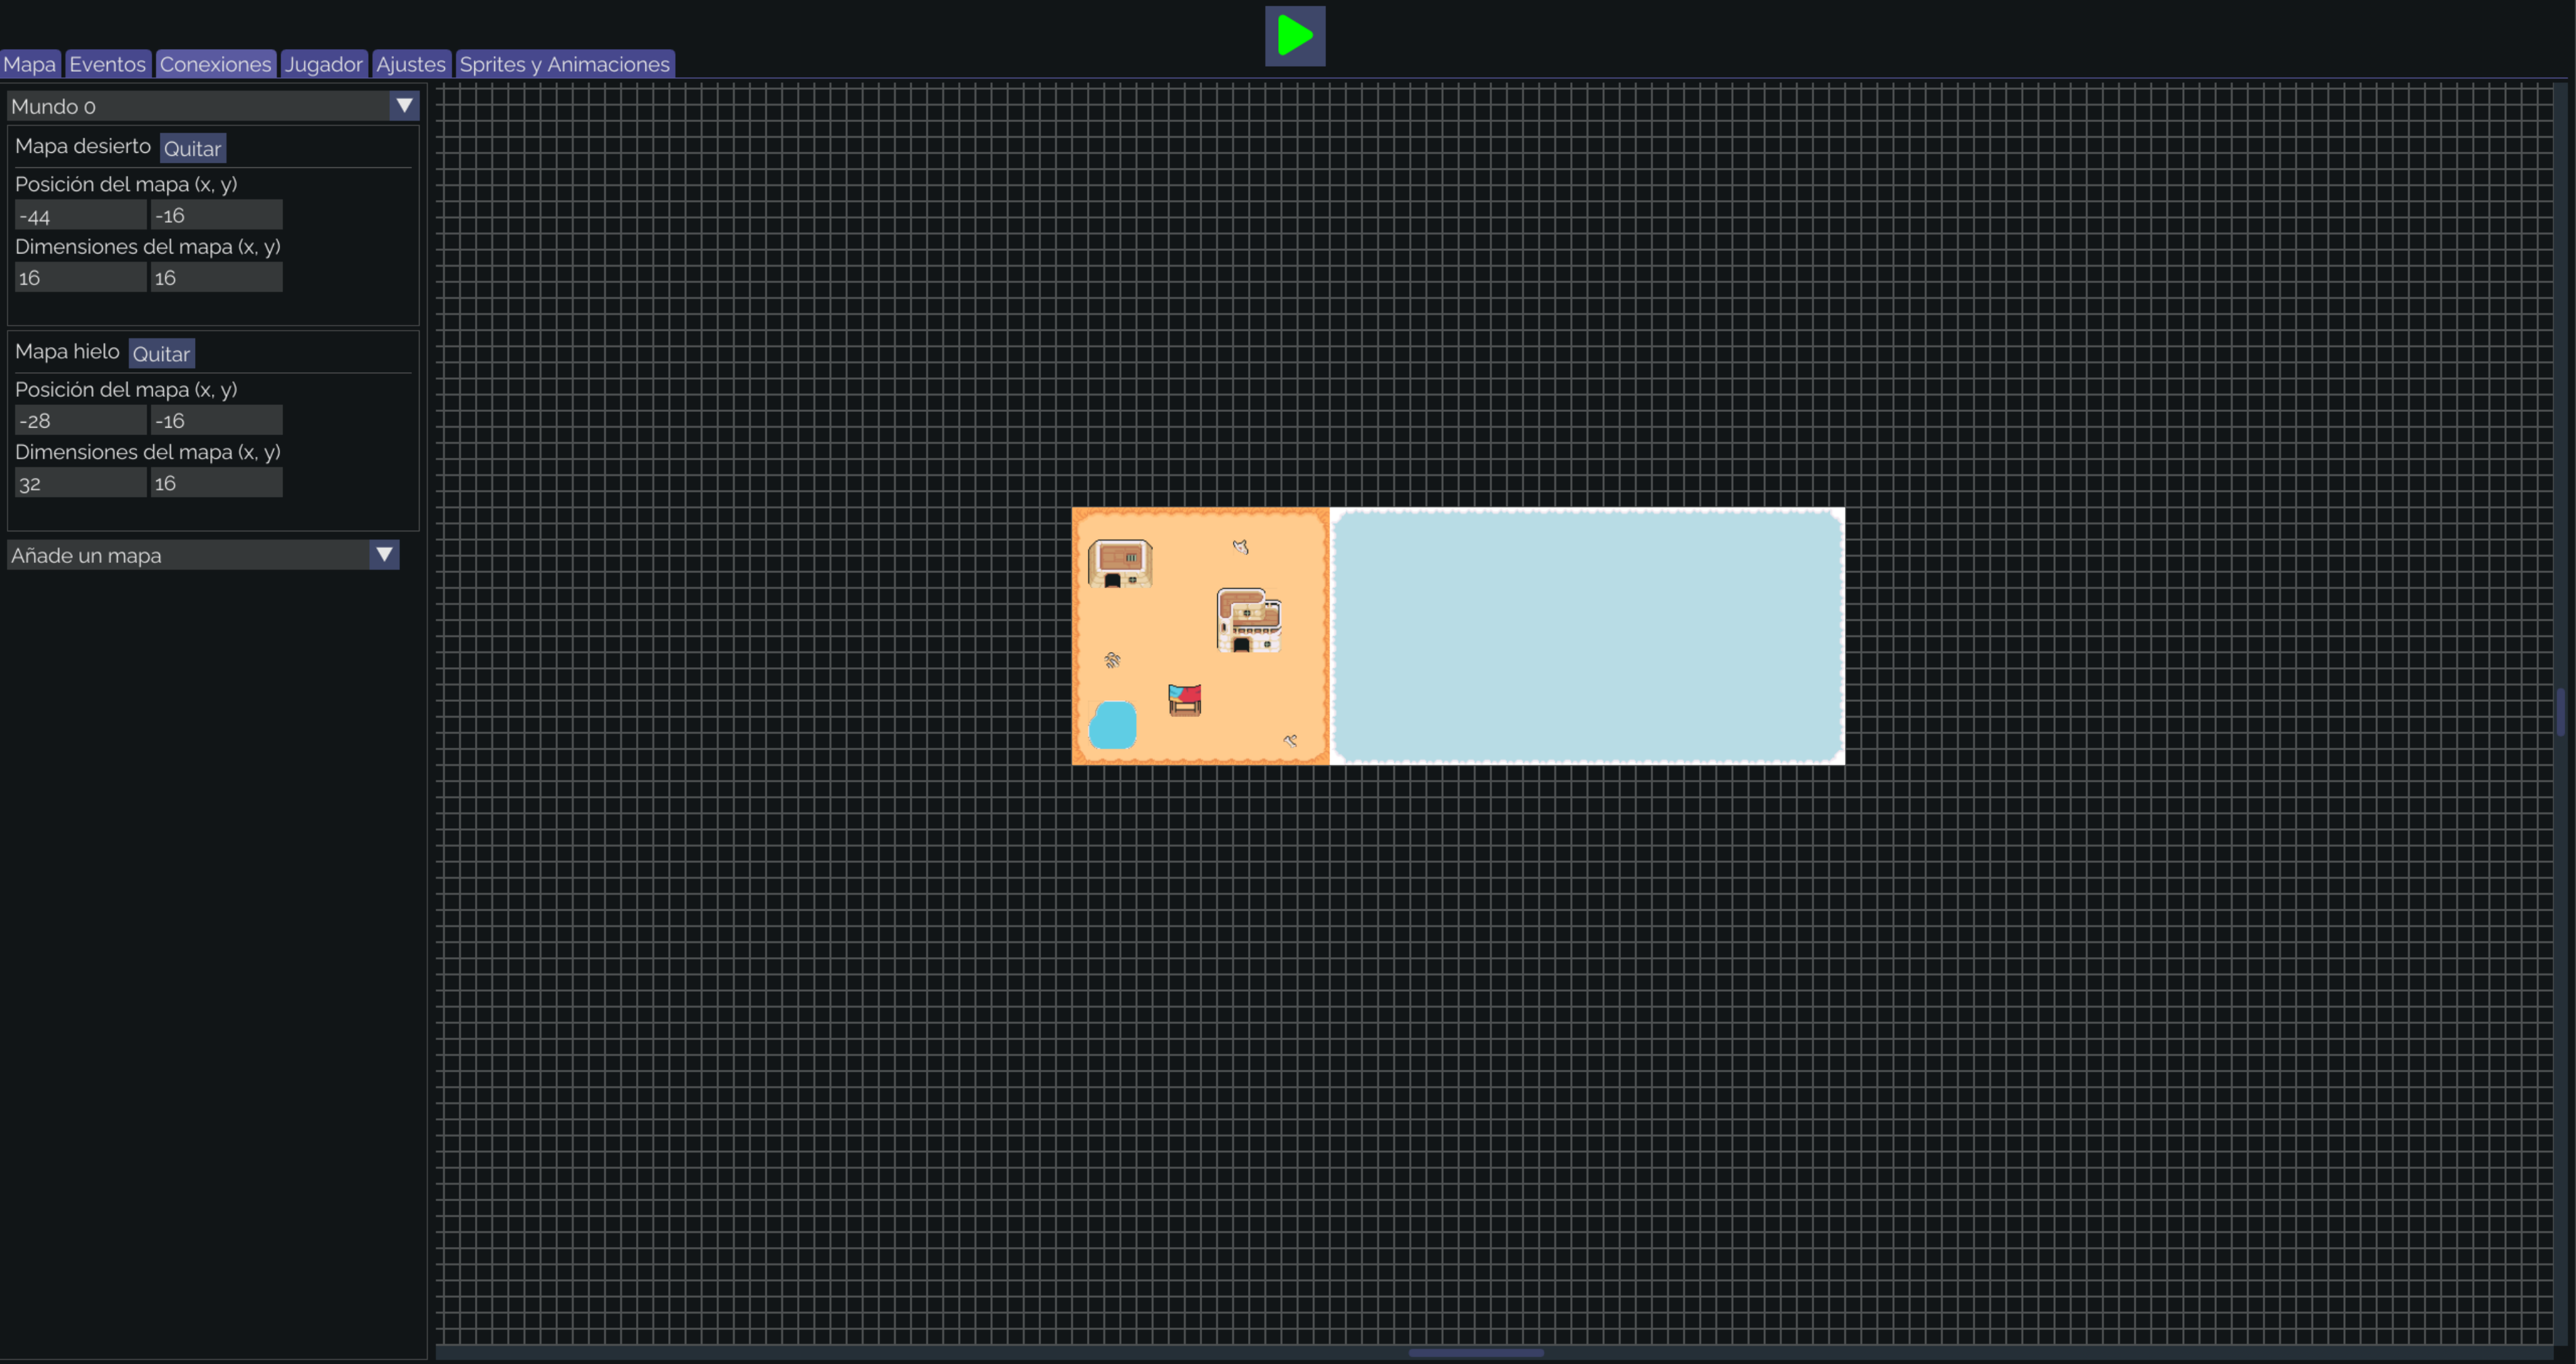 Mapa Eventos Conexiones Jugador Ajustes Sprites y Animaciones
Mundo 0
Mapa desierto Quitar
Posición del mapa (x, y)
-44 -16
Dimensiones del mapa (x, y)
16 16
Mapa hielo Quitar
Posición del mapa (x, y)
-28 -16
Dimensiones del mapa (x, y)
32 16
Añade un mapa